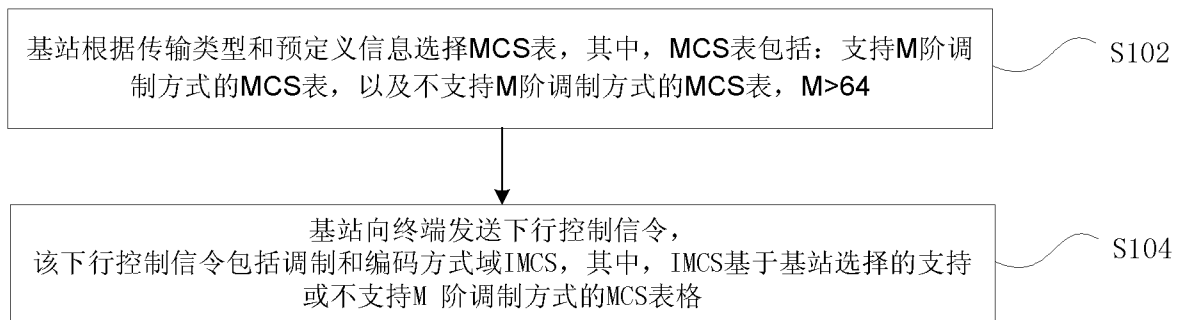 基站根据传输类型和预定义信息选择MCS表，其中，MCS表包括：支持M阶调
制方式的MCS表，以及不支持M阶调制方式的MCS表，M>64
S102
基站向终端发送下行控制信令，
该下行控制信令包括调制和编码方式域IMCS，其中，IMCS基于基站选择的支持
或不支持M 阶调制方式的MCS表格
S104